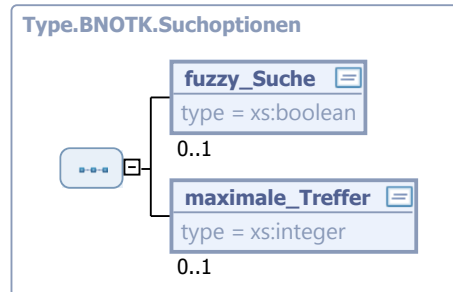 Type.BNOTK.Suchoptionen
fuzzy_Suche
type = xs:boolean
0..1
maximale_Treffer
type = xs:integer
0..1